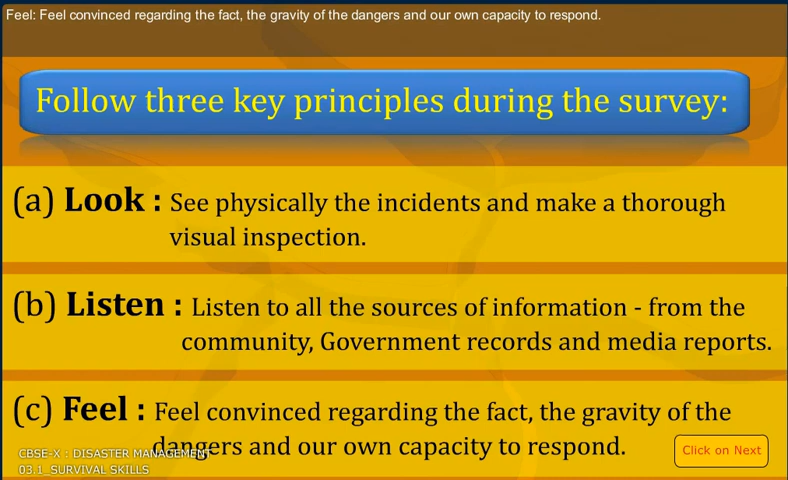 Feel: Feel convinced regarding the fact, the gravity of the dangers and our own capacity to respond.
Follow three key principles during the survey:
(a) Look : See physically the incidents and make a thorough
visual inspection.
(b) Listen : Listen to all the sources of information - from the
community, Government records and media reports.
(c) Feel : Feel convinced regarding the fact, the gravity of the
dangers and our own capacity to respond.
CBSE-X : DISASTER MANAGEMENT
03.1_SURVIVAL SKILLS
Click on Next